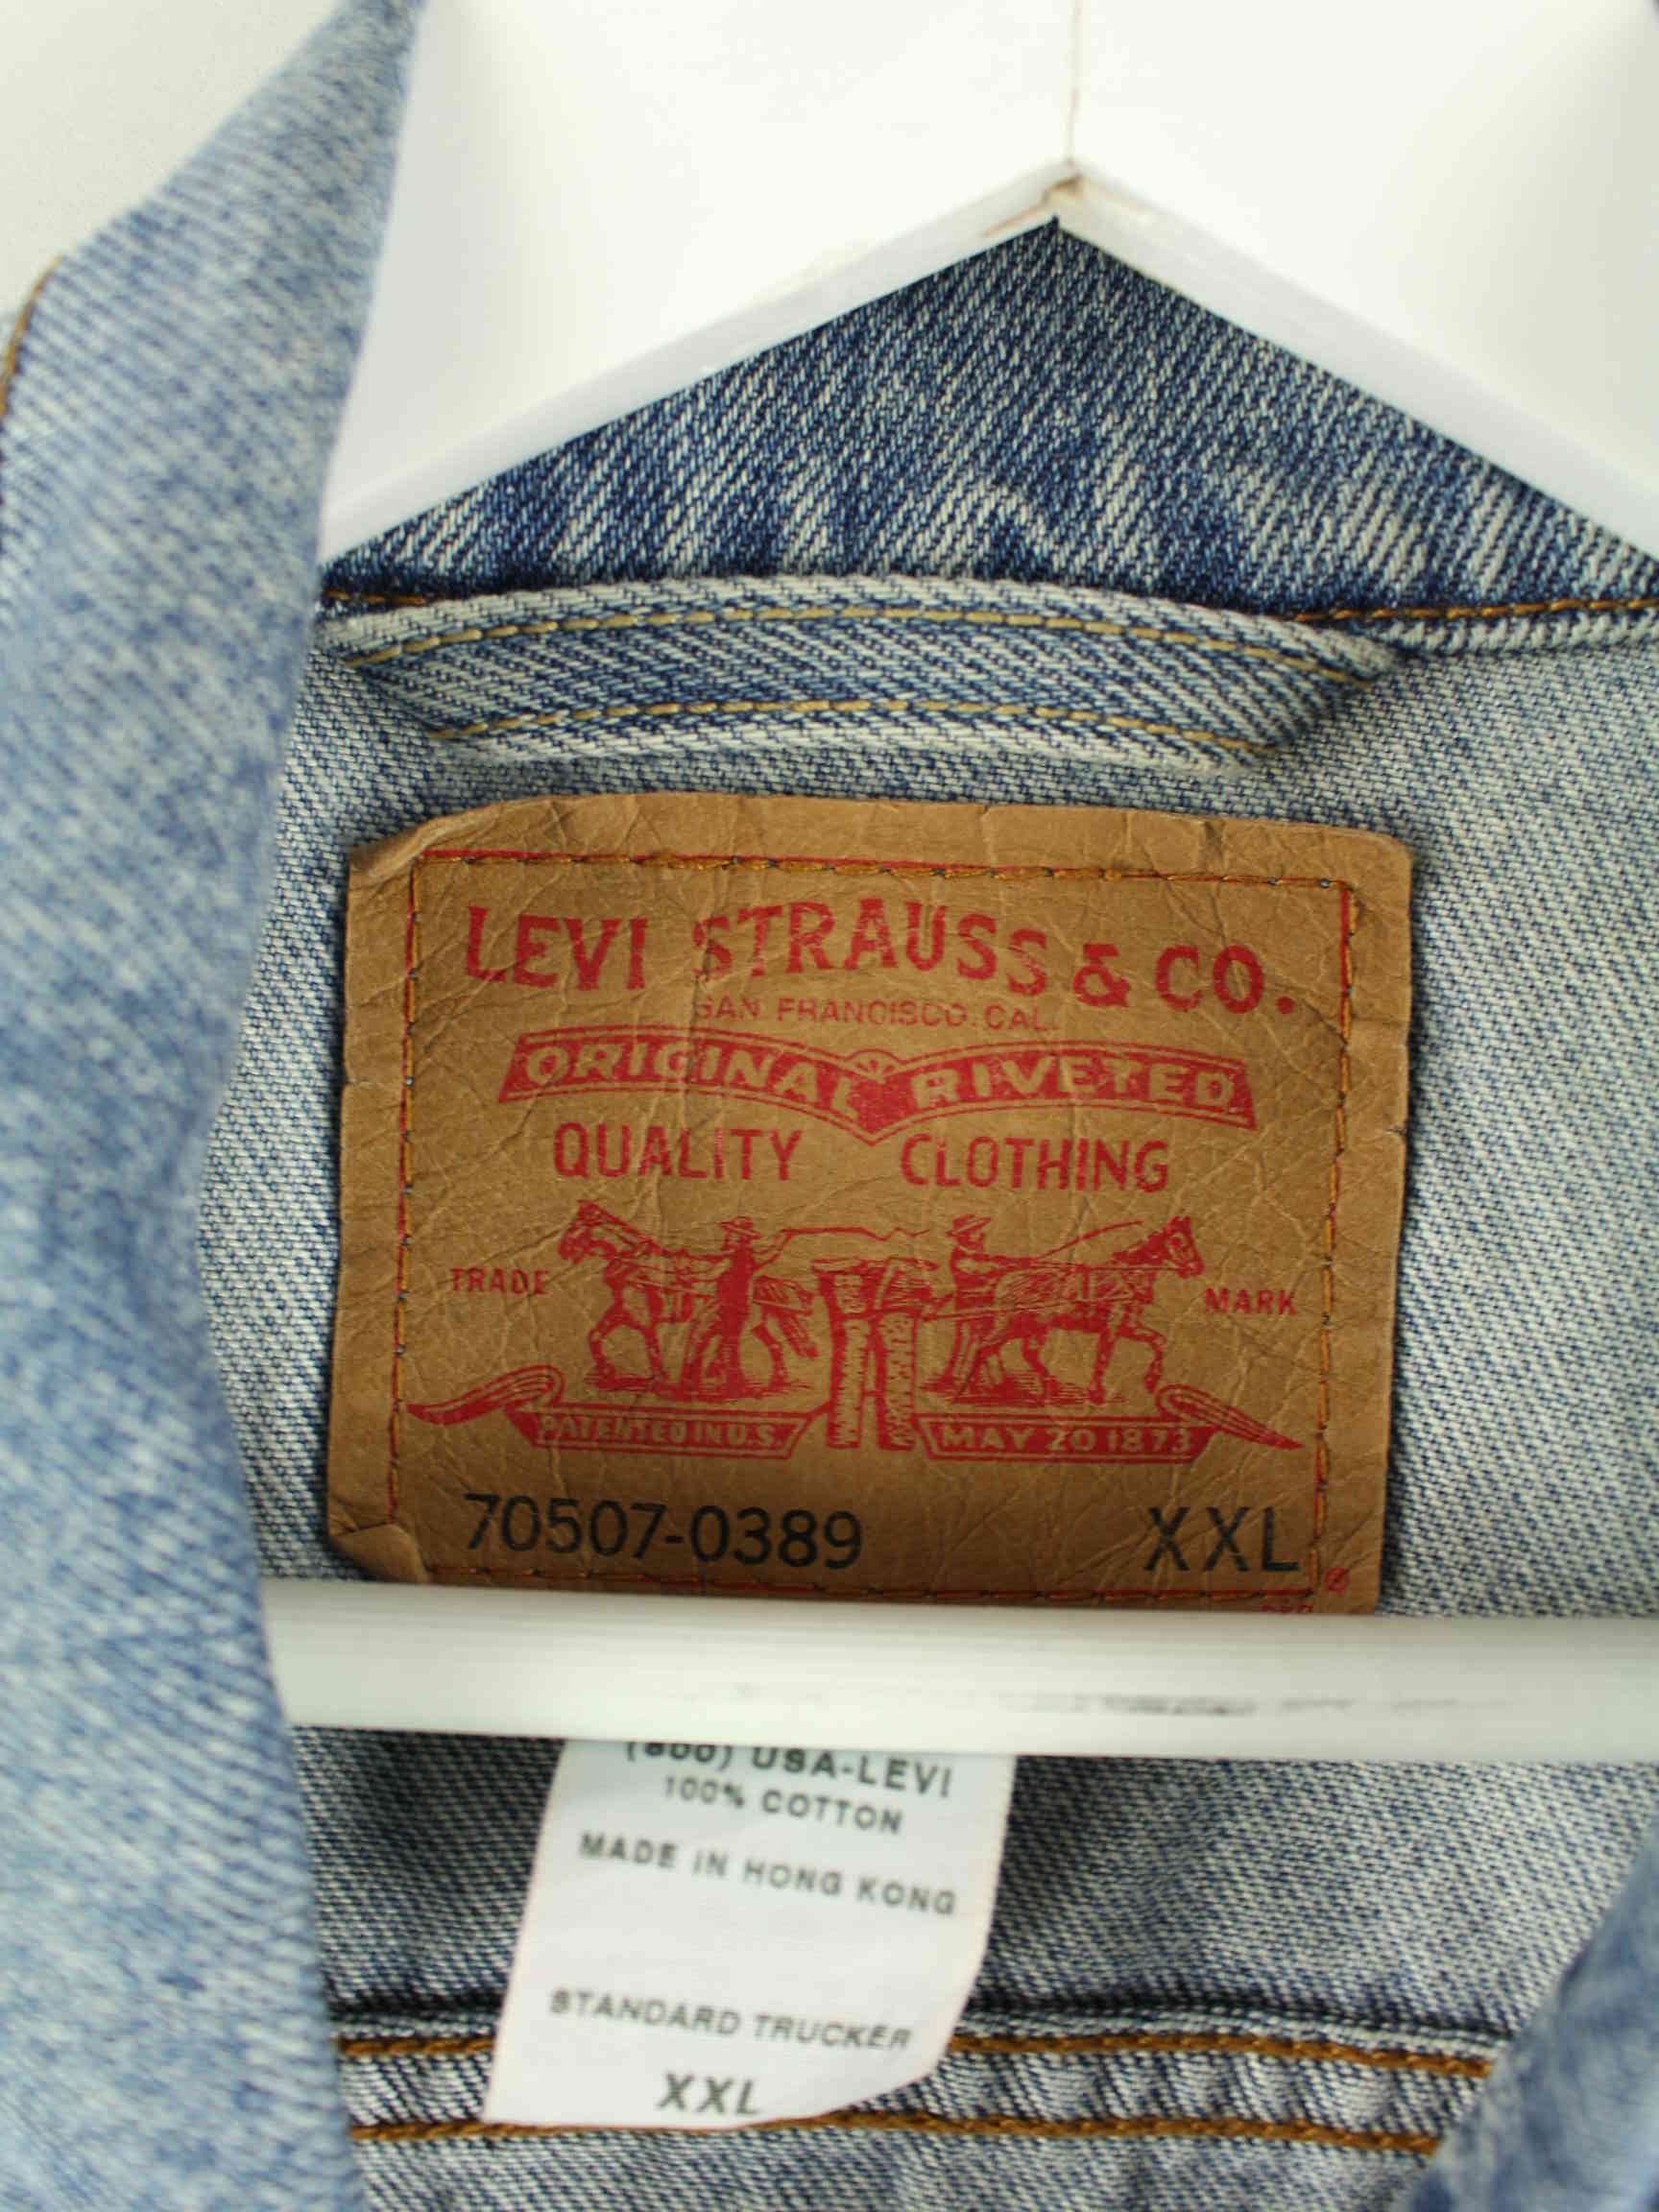 LEVI STRAUSS & CO.
SAN FRANCISCO. CAL.
ORIGINAL RIVETED
QUALITY CLOTHING
TRADE MARK
PATENTED IN U.S. MAY 20 1873
70507-0389 XXL
®
(800) USA-LEVI
100% COTTON
MADE IN HONG KONG
STANDARD TRUCKER
XXL